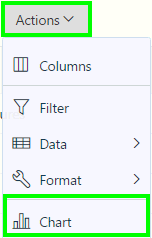 Actions
Columns
Filter
Data
Format
Chart